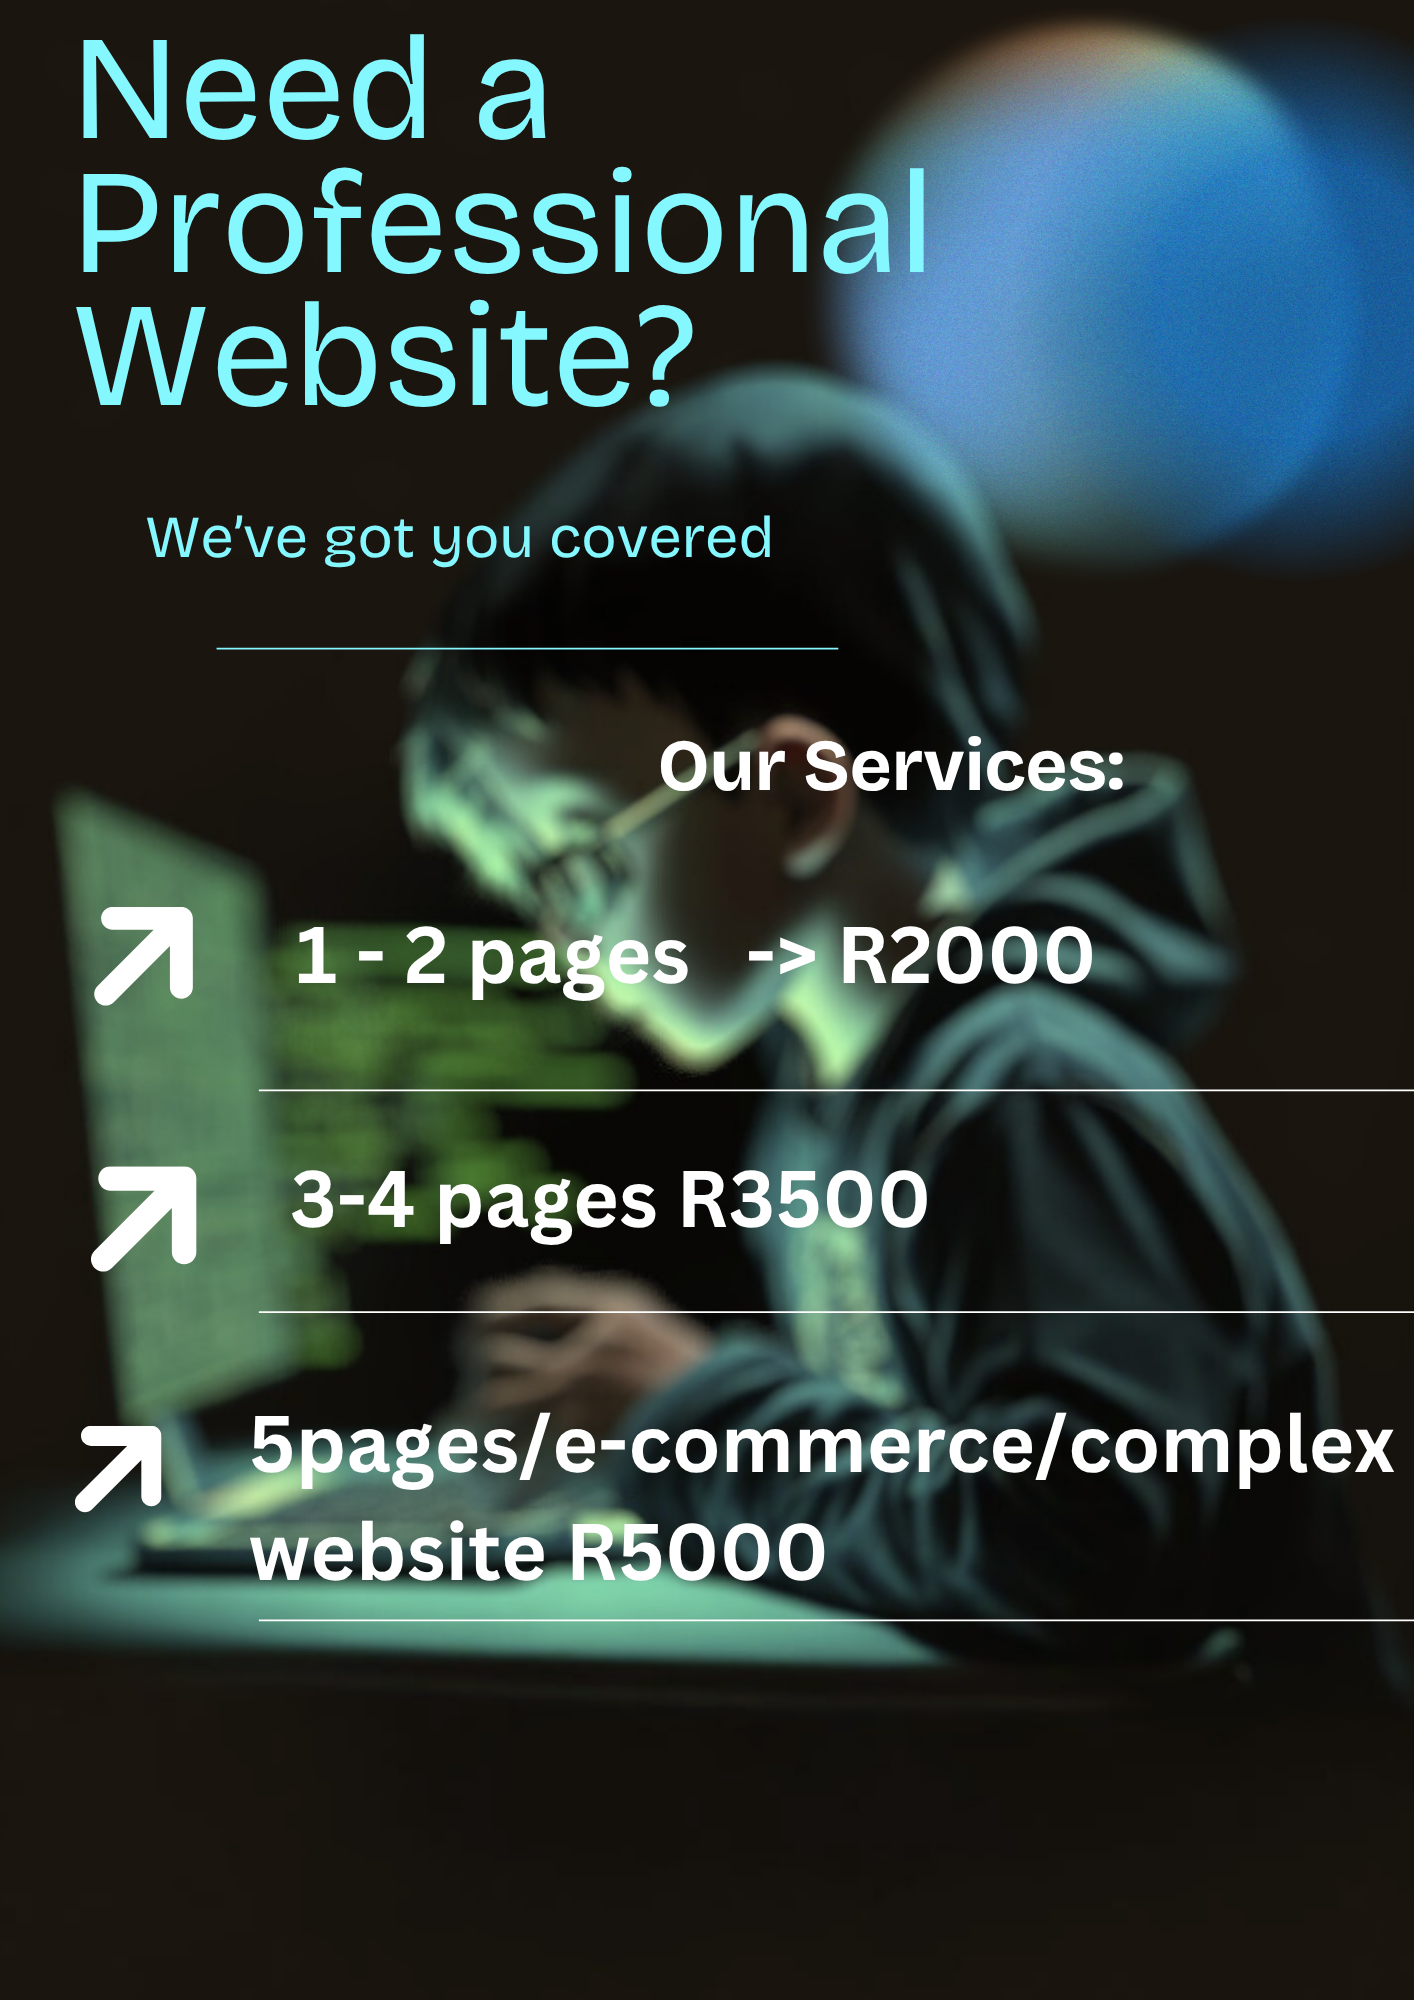 Need a
Professional
Website?
We've got you covered
Our Services:
1 - 2 pages -> R2000
3-4 pages R3500
5pages/e-commerce/complex
website R5000